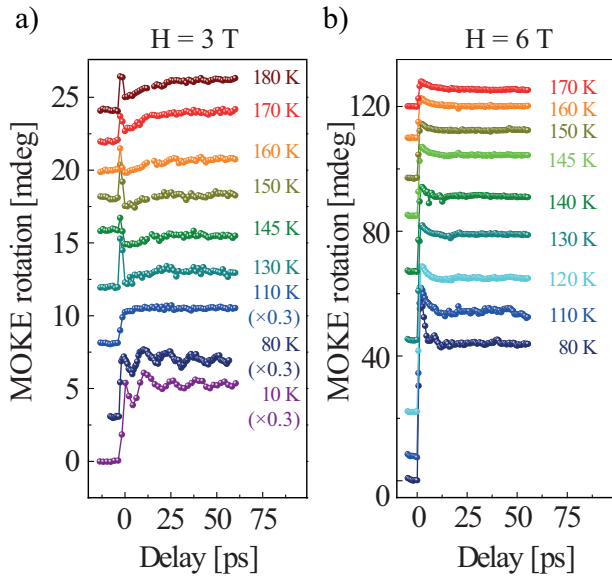 a)
H = 3 T
MOKE rotation [mdeg]
25
20
15
10
5
0
180 K
170 K
160 K
150 K
145 K
130 K
110 K
(×0.3)
80 K
(×0.3)
10 K
(×0.3)
0 25 50 75
Delay [ps]
b)
H = 6 T
MOKE rotation [mdeg]
120
80
40
0
170 K
160 K
150 K
145 K
140 K
130 K
120 K
110 K
80 K
0 25 50 75
Delay [ps]